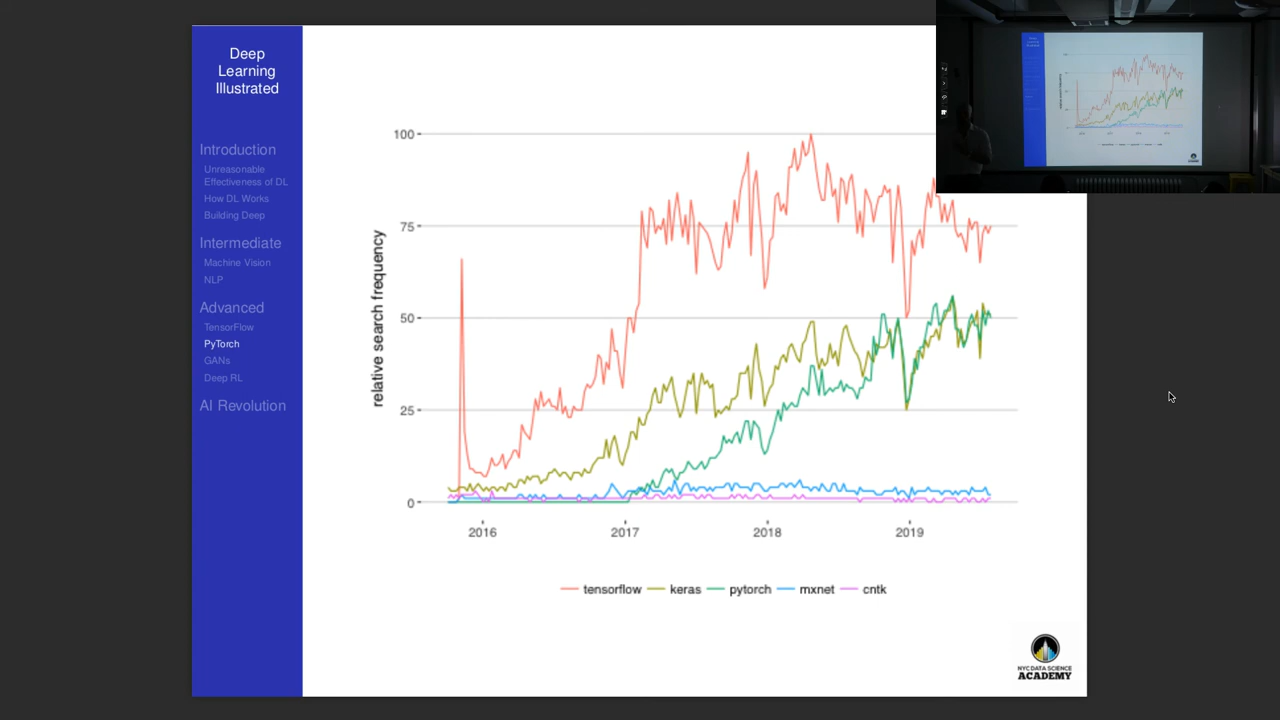 Deep
Learning
Illustrated
Introduction
Unreasonable
Effectiveness of DL
How DL Works
Building Deep
Intermediate
Machine Vision
NLP
Advanced
TensorFlow
PyTorch
GANs
Deep RL
AI Revolution
relative search frequency
100
75
50
25
0
2016 2017 2018 2019
tensorflow keras pytorch mxnet cntk
NYC DATA SCIENCE
ACADEMY